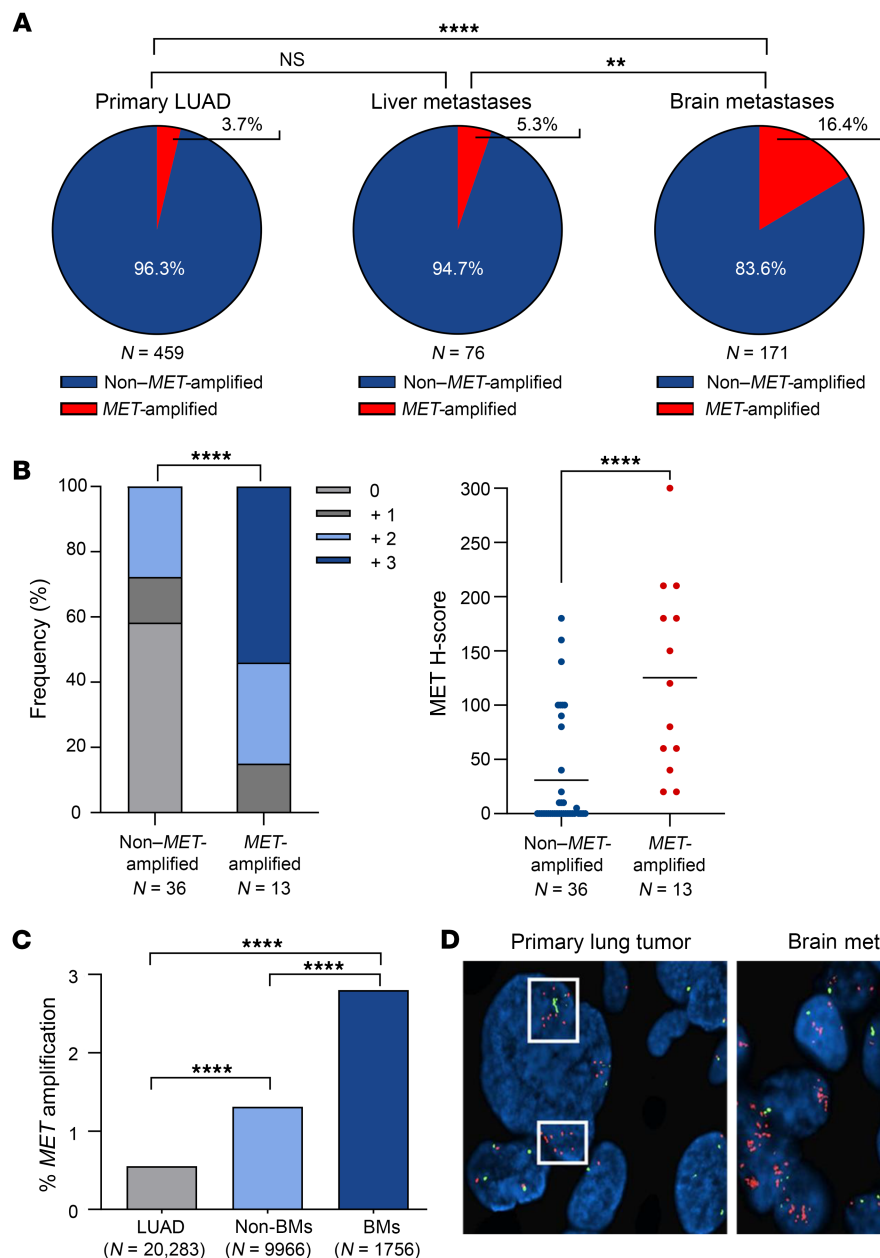 A
****
NS
**
Primary LUAD
Liver metastases
Brain metastases
3.7%
5.3%
16.4%
96.3%
94.7%
83.6%
N = 459
N = 76
N = 171
Non–MET-amplified
MET-amplified
Non–MET-amplified
MET-amplified
Non–MET-amplified
MET-amplified
B
****
Frequency (%)
100
80
60
40
20
0
0
+ 1
+ 2
+ 3
Non–MET-
amplified
N = 36
MET-
amplified
N = 13
****
MET H-score
300
250
200
150
100
50
0
Non–MET-
amplified
N = 36
MET-
amplified
N = 13
C
****
****
****
% MET amplification
3
2
1
0
LUAD
(N = 20,283)
Non-BMs
(N = 9966)
BMs
(N = 1756)
D
Primary lung tumor
Brain met